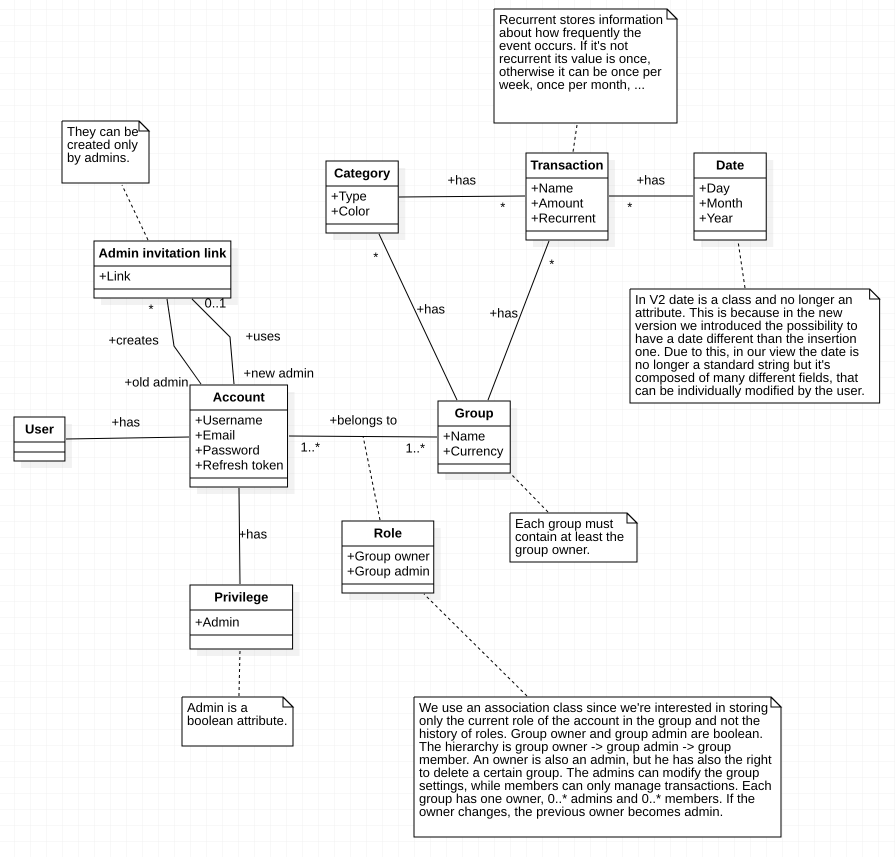 Recurrent stores information
about how frequently the
event occurs. If it's not
recurrent its value is once,
otherwise it can be once per
week, once per month, ...
They can be
created only
by admins.
Category
+Type
+Color
+has
*
Transaction
+Name
+Amount
+Recurrent
+has
*
Date
+Day
+Month
+Year
Admin invitation link
+Link
*
0..1
+creates
+uses
+old admin
+new admin
*
+has
*
+has
In V2 date is a class and no longer an
attribute. This is because in the new
version we introduced the possibility to
have a date different than the insertion
one. Due to this, in our view the date is
no longer a standard string but it's
composed of many different fields, that
can be individually modified by the user.
User
+has
Account
+Username
+Email
+Password
+Refresh token
+belongs to
1..*
1..*
Group
+Name
+Currency
Each group must
contain at least the
group owner.
+has
Role
+Group owner
+Group admin
Privilege
+Admin
Admin is a
boolean attribute.
We use an association class since we're interested in storing
only the current role of the account in the group and not the
history of roles. Group owner and group admin are boolean.
The hierarchy is group owner -> group admin -> group
member. An owner is also an admin, but he has also the right
to delete a certain group. The admins can modify the group
settings, while members can only manage transactions. Each
group has one owner, 0..* admins and 0..* members. If the
owner changes, the previous owner becomes admin.